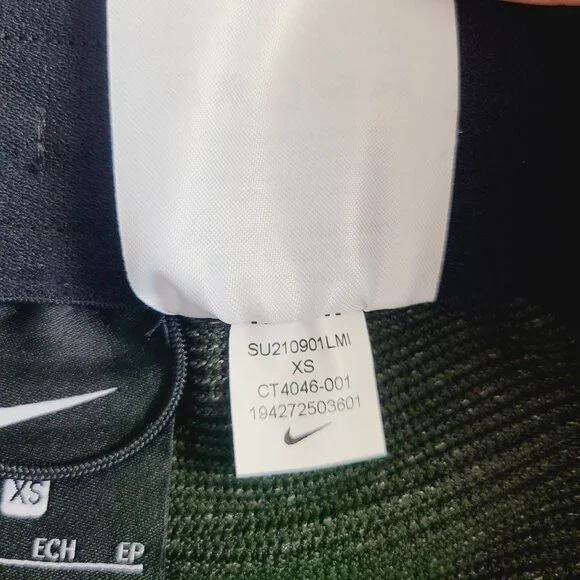 SU210901LMI
XS
CT4046-001
194272503601
XS
ECH EP